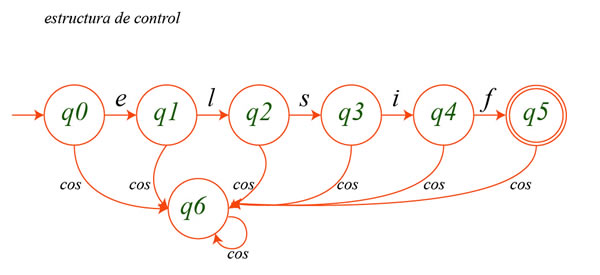 estructura de control
e l s i f
q0 q1 q2 q3 q4 q5
cos cos cos cos cos cos
q6
cos